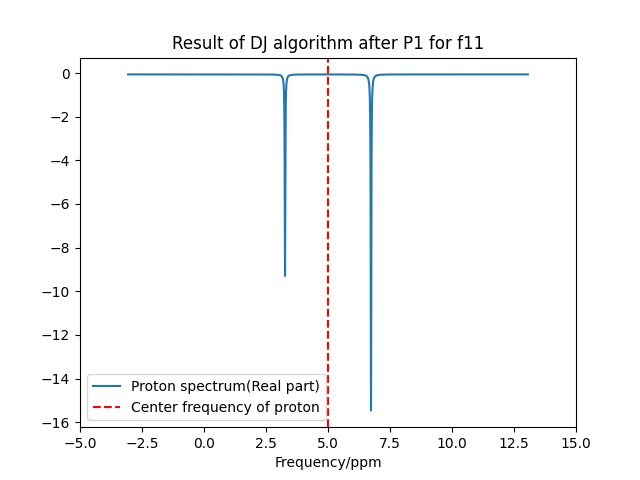 Result of DJ algorithm after P1 for f11
0
−2
−4
−6
−8
−10
−12
−14
−16
Proton spectrum(Real part)
Center frequency of proton
−5.0 −2.5 0.0 2.5 5.0 7.5 10.0 12.5 15.0
Frequency/ppm